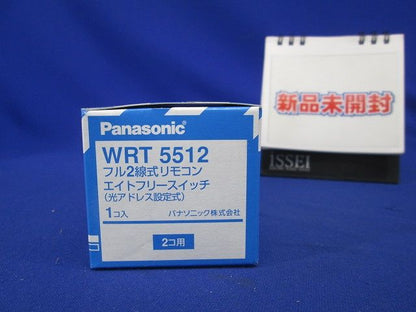 Panasonic
WRT 5512
フル2線式リモコン
エイトフリースイッチ
(光アドレス設定式)
1コ入
パナソニック株式会社
2コ用
新品未開封
ISSEI